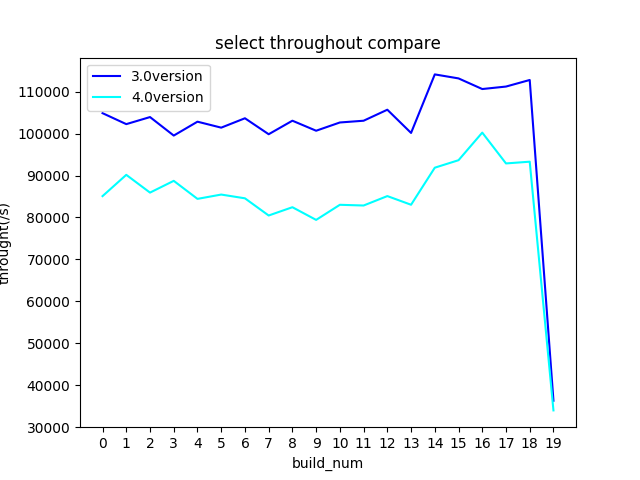 select throughout compare
3.0version
4.0version
110000
100000
90000
80000
70000
60000
50000
40000
30000
throught(/s)
0 1 2 3 4 5 6 7 8 9 10 11 12 13 14 15 16 17 18 19
build_num